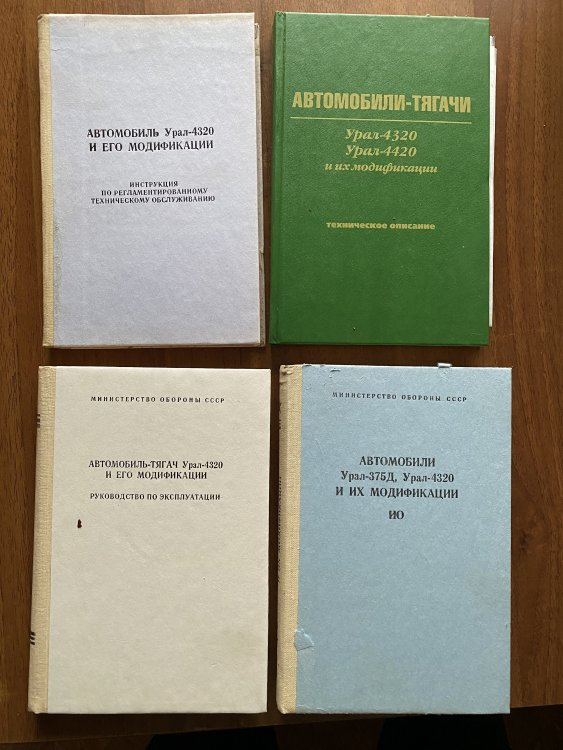 АВТОМОБИЛЬ Урал-4320
И ЕГО МОДИФИКАЦИИ
ИНСТРУКЦИЯ
ПО РЕГЛАМЕНТИРОВАННОМУ
ТЕХНИЧЕСКОМУ ОБСЛУЖИВАНИЮ
АВТОМОБИЛИ-ТЯГАЧИ
Урал-4320
Урал-4420
и их модификации
техническое описание
МИНИСТЕРСТВО ОБОРОНЫ СССР
АВТОМОБИЛЬ-ТЯГАЧ Урал-4320
И ЕГО МОДИФИКАЦИИ
РУКОВОДСТВО ПО ЭКСПЛУАТАЦИИ
МИНИСТЕРСТВО ОБОРОНЫ СССР
АВТОМОБИЛИ
Урал-375Д, Урал-4320
И ИХ МОДИФИКАЦИИ
ИО